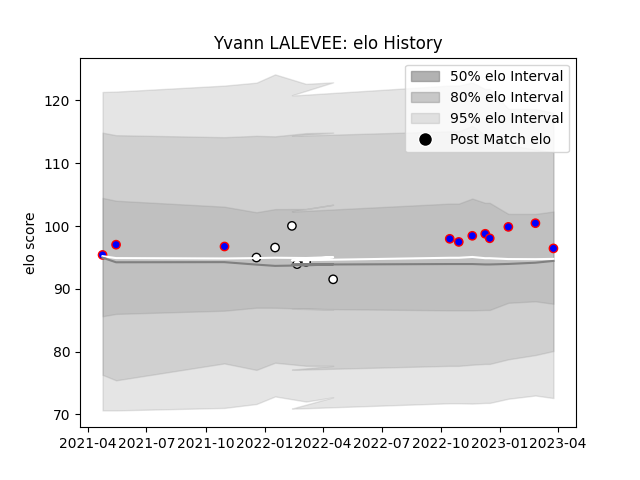 Yvann LALEVEE: elo History
50% elo Interval
80% elo Interval
95% elo Interval
Post Match elo
elo score
120
110
100
90
80
70
2021-04 2021-07 2021-10 2022-01 2022-04 2022-07 2022-10 2023-01 2023-04